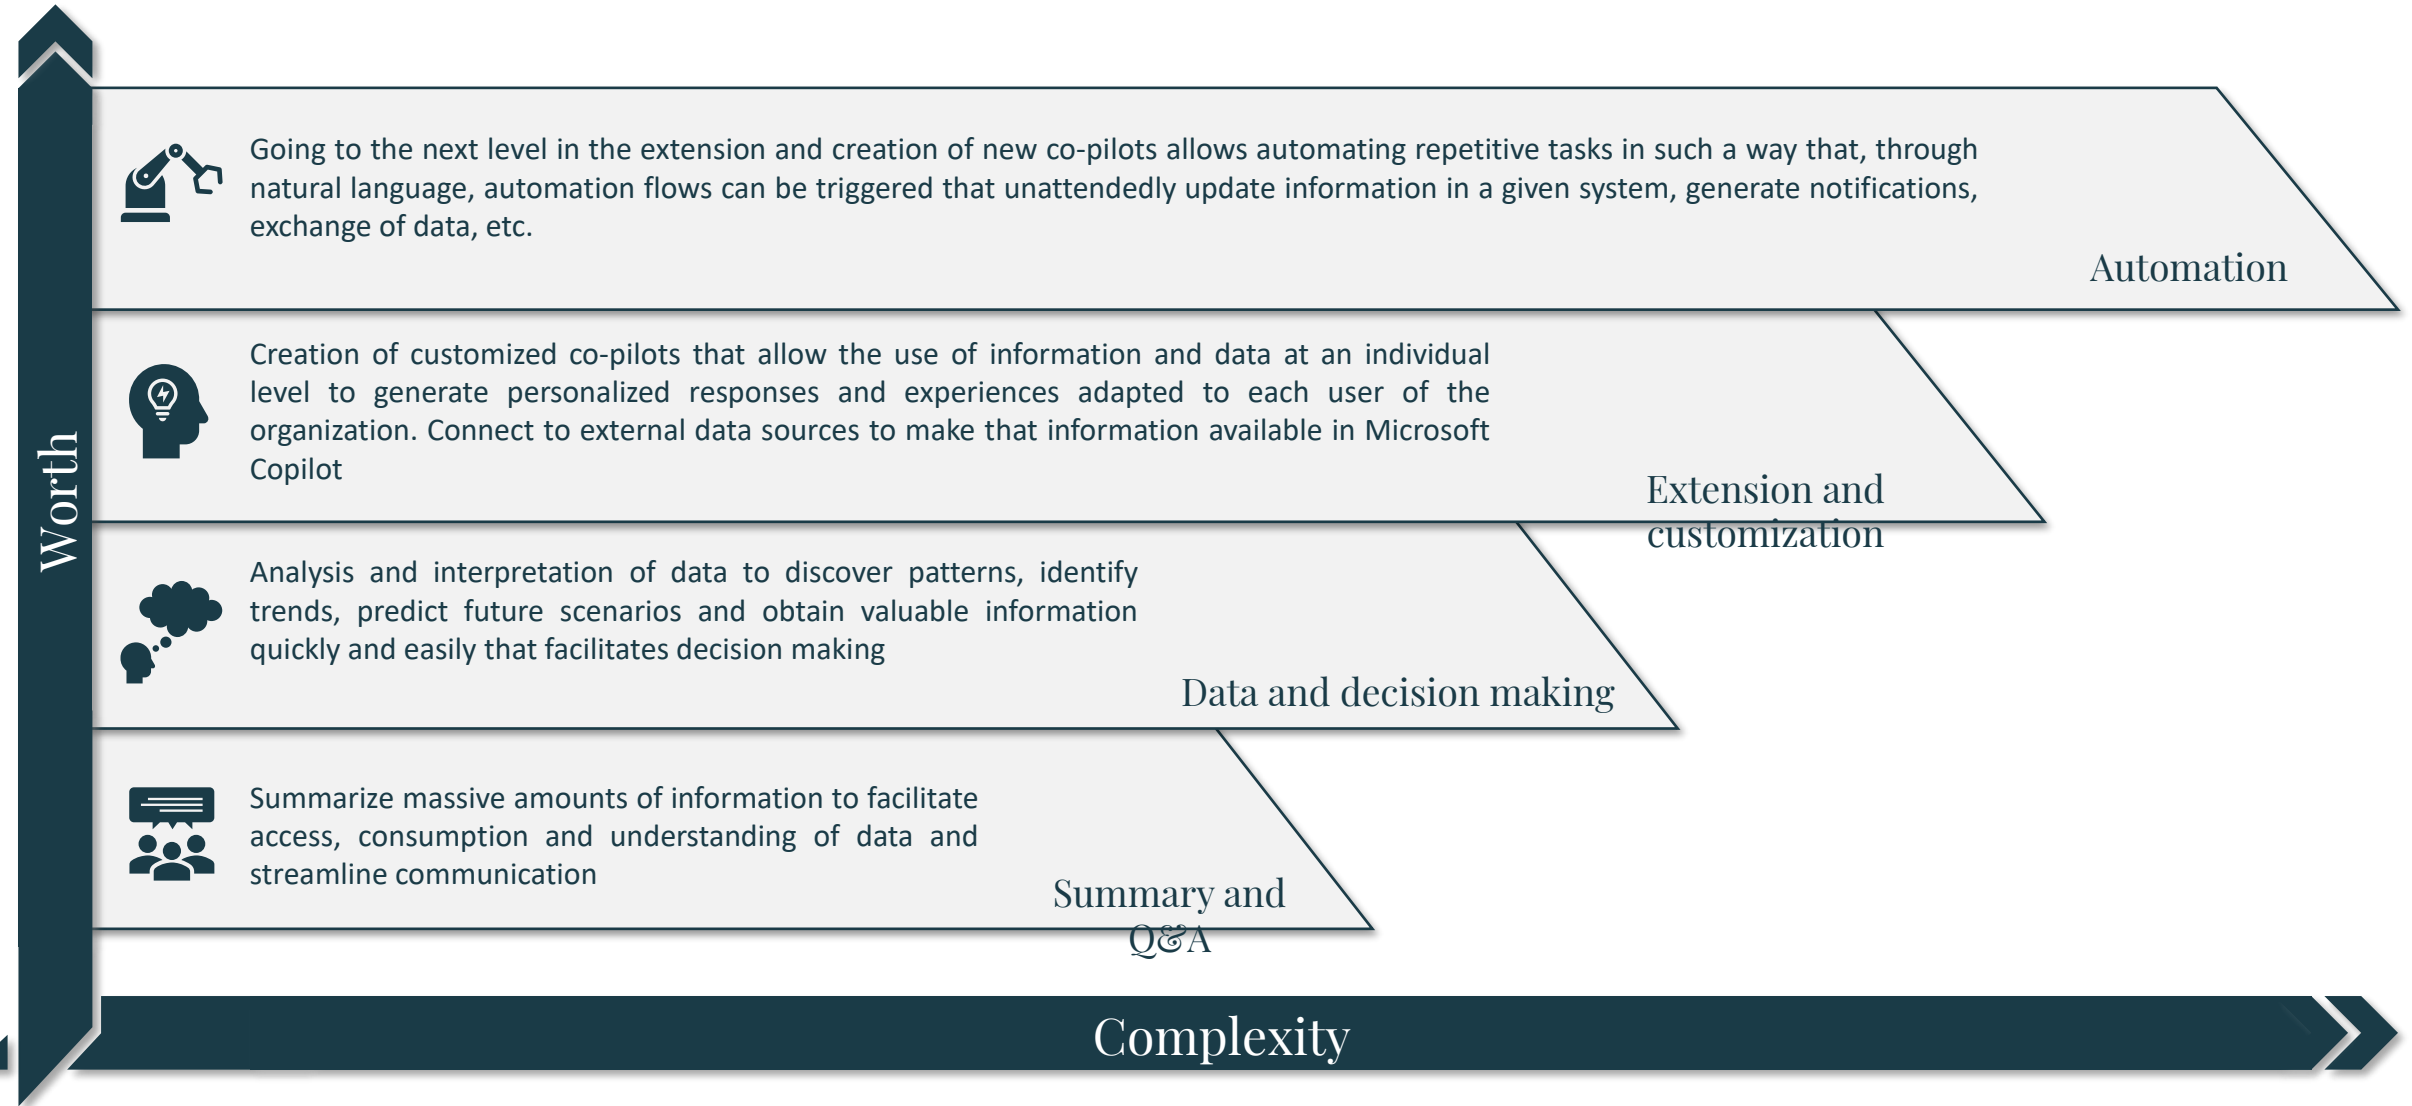 Going to the next level in the extension and creation of new co-pilots allows automating repetitive tasks in such a way that, through
natural language, automation flows can be triggered that unattendedly update information in a given system, generate notifications,
exchange of data, etc.
Automation
Creation of customized co-pilots that allow the use of information and data at an individual
level to generate personalized responses and experiences adapted to each user of the
organization. Connect to external data sources to make that information available in Microsoft
Copilot
Extension and
customization
Worth
Analysis and interpretation of data to discover patterns, identify
trends, predict future scenarios and obtain valuable information
quickly and easily that facilitates decision making
Data and decision making
Summarize massive amounts of information to facilitate
access, consumption and understanding of data and
streamline communication
Summary and
Q&A
Complexity